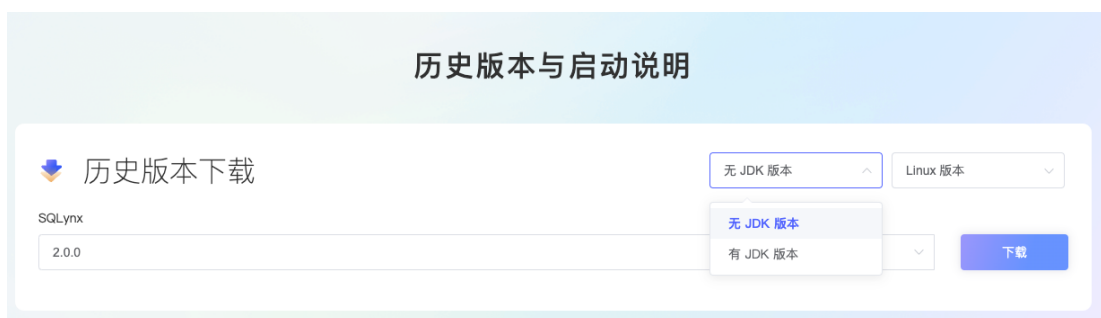 历史版本与启动说明
历史版本下载
无 JDK 版本
Linux 版本
SQLynx
无 JDK 版本
有 JDK 版本
2.0.0
下载